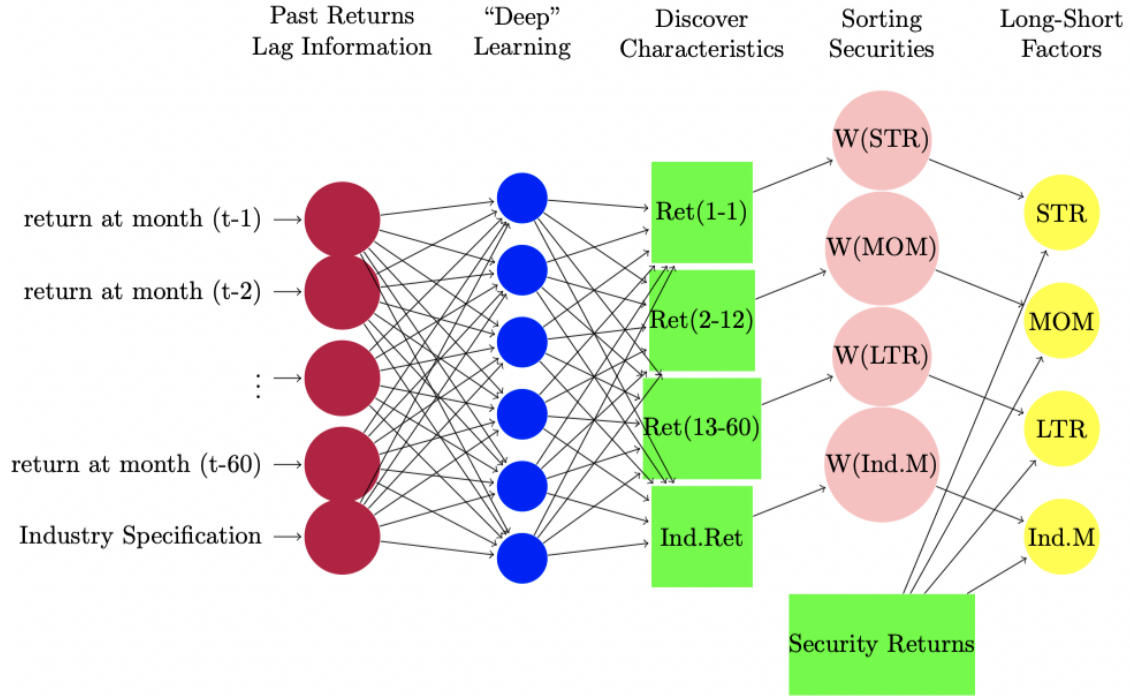 Past Returns
Lag Information
“Deep”
Learning
Discover
Characteristics
Sorting
Securities
Long-Short
Factors
return at month (t-1)
return at month (t-2)
⋮
return at month (t-60)
Industry Specification
Ret(1-1)
Ret(2-12)
Ret(13-60)
Ind.Ret
W(STR)
W(MOM)
W(LTR)
W(Ind.M)
STR
MOM
LTR
Ind.M
Security Returns